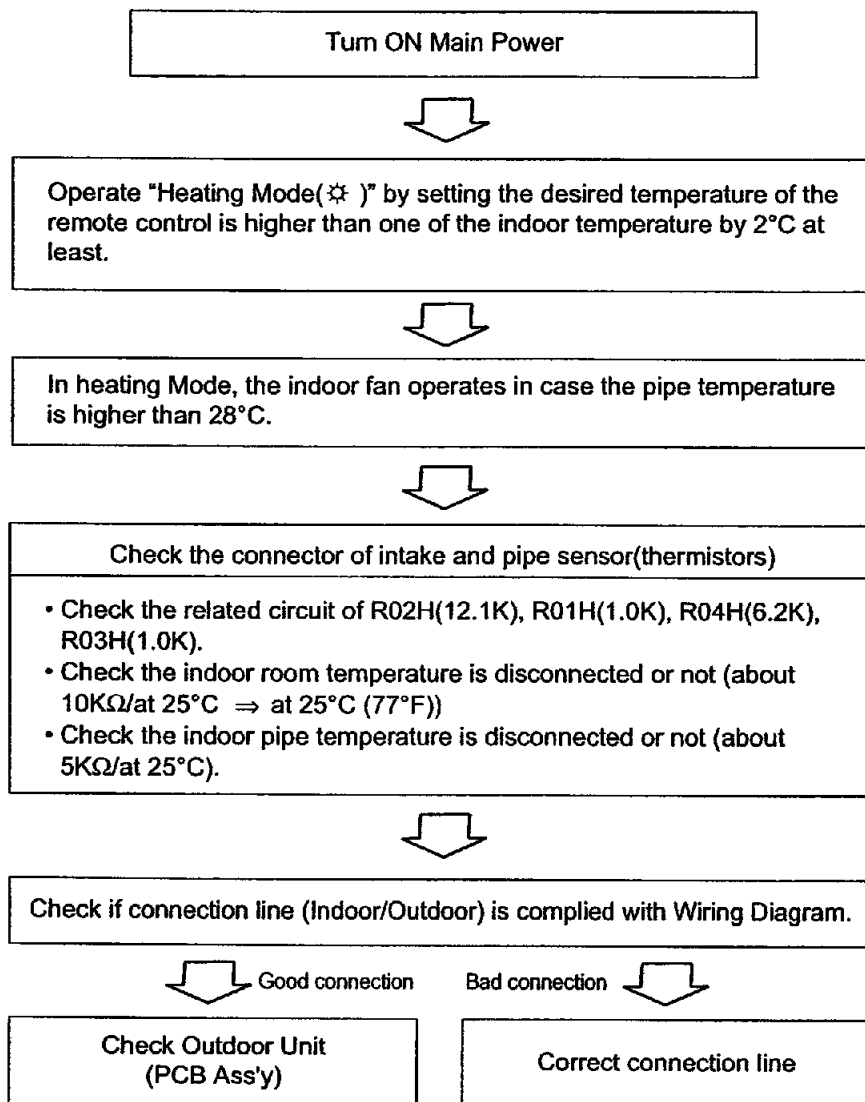 Turn ON Main Power
Operate "Heating Mode(☼ )" by setting the desired temperature of the
remote control is higher than one of the indoor temperature by 2°C at
least.
In heating Mode, the indoor fan operates in case the pipe temperature
is higher than 28°C.
Check the connector of intake and pipe sensor(thermistors)
• Check the related circuit of R02H(12.1K), R01H(1.0K), R04H(6.2K),
R03H(1.0K).
• Check the indoor room temperature is disconnected or not (about
10KΩ/at 25°C ⇒ at 25°C (77°F))
• Check the indoor pipe temperature is disconnected or not (about
5KΩ/at 25°C).
Check if connection line (Indoor/Outdoor) is complied with Wiring Diagram.
Good connection
Bad connection
Check Outdoor Unit
(PCB Ass'y)
Correct connection line